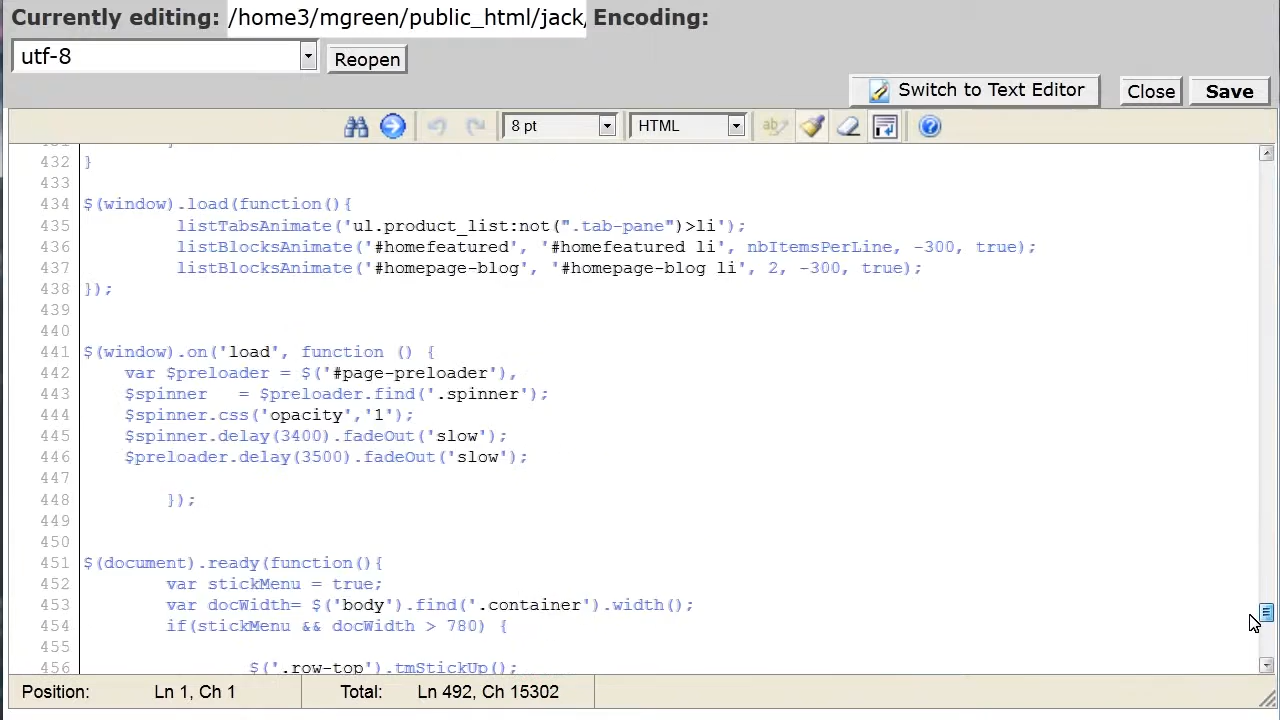 Currently editing: /home3/mgreen/public_html/jack/ Encoding:
utf-8 Reopen
Switch to Text Editor Close Save
8 pt HTML
432 }
433
434 $(window).load(function(){
435 listTabsAnimate('ul.product_list:not(".tab-pane")>li');
436 listBlocksAnimate('#homefeatured', '#homefeatured li', nbItemsPerLine, -300, true);
437 listBlocksAnimate('#homepage-blog', '#homepage-blog li', 2, -300, true);
438 });
439
440
441 $(window).on('load', function () {
442 var $preloader = $('#page-preloader'),
443 $spinner   = $preloader.find('.spinner');
444 $spinner.css('opacity','1');
445 $spinner.delay(3400).fadeOut('slow');
446 $preloader.delay(3500).fadeOut('slow');
447
448 });
449
450
451 $(document).ready(function(){
452 var stickMenu = true;
453 var docWidth= $('body').find('.container').width();
454 if(stickMenu && docWidth > 780) {
455
456 $('.row-top').tmStickUp();
Position: Ln 1, Ch 1 Total: Ln 492, Ch 15302